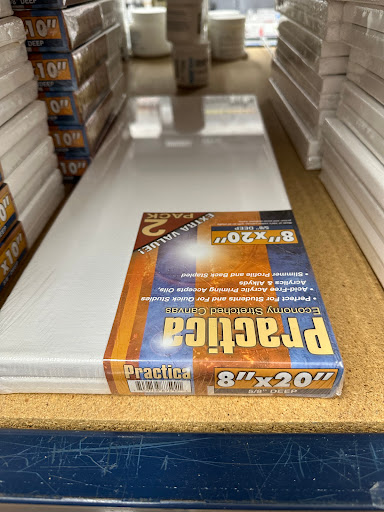 Practica
Economy Stretched Canvas
• Perfect For Students and For Quick Studies
• Acid-Free Acrylic Priming Accepts Oils,
Acrylics & Alkyds
• Slimmer Profile and Back Stapled
8"x20"
5/8" DEEP
EXTRA VALUE!
2
PACK
Practica
8"x20"
5/8" DEEP
10"
DEEP
10"
10"
10"
x10"